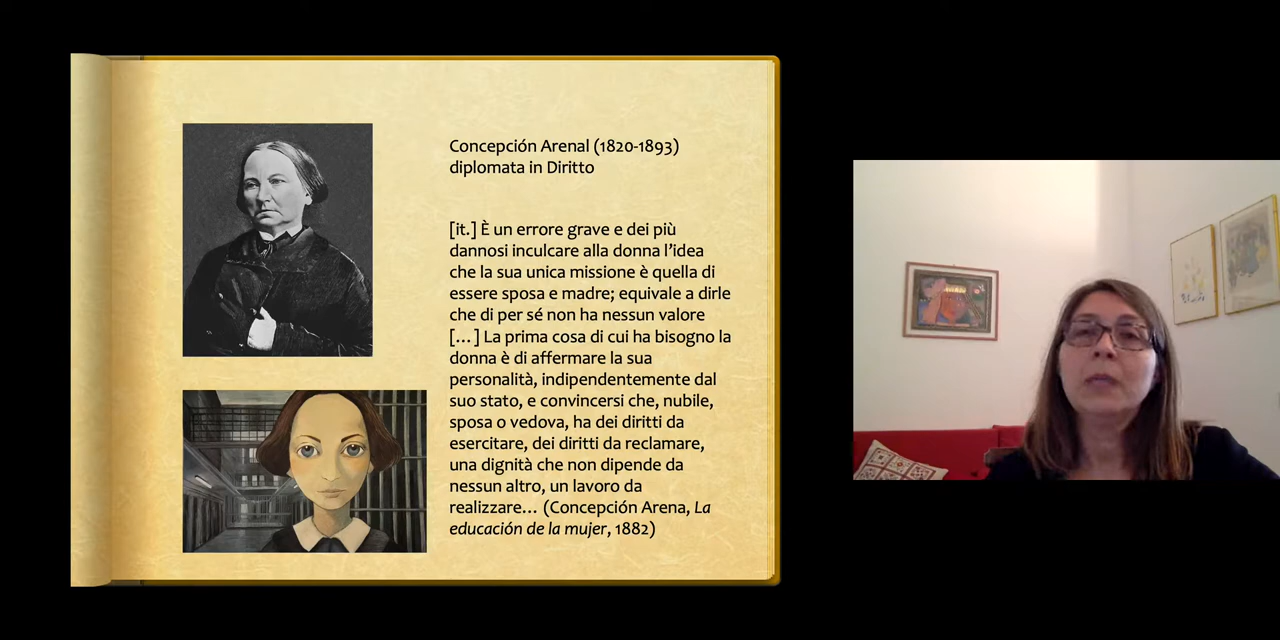 Concepción Arenal (1820-1893)
diplomata in Diritto
[it.] È un errore grave e dei più
dannosi inculcare alla donna l’idea
che la sua unica missione è quella di
essere sposa e madre; equivale a dirle
che di per sé non ha nessun valore
[…] La prima cosa di cui ha bisogno la
donna è di affermare la sua
personalità, indipendentemente dal
suo stato, e convincersi che, nubile,
sposa o vedova, ha dei diritti da
esercitare, dei diritti da reclamare,
una dignità che non dipende da
nessun altro, un lavoro da
realizzare… (Concepción Arena, La
educación de la mujer, 1882)